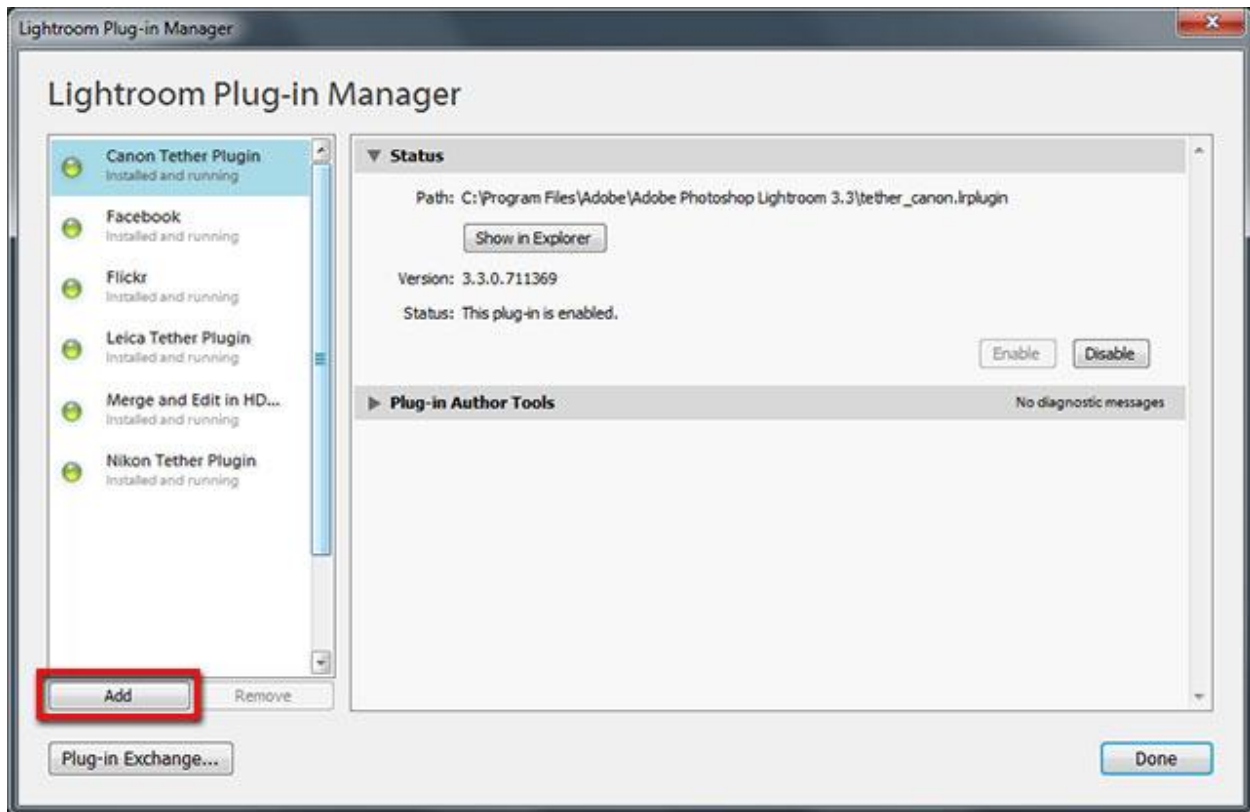 Lightroom Plug-in Manager
Lightroom Plug-in Manager
Canon Tether Plugin
Installed and running
Facebook
Installed and running
Flickr
Installed and running
Leica Tether Plugin
Installed and running
Merge and Edit in HD...
Installed and running
Nikon Tether Plugin
Installed and running
Add
Remove
Plug-in Exchange...
Status
Path: C:\Program Files\Adobe\Adobe Photoshop Lightroom 3.3\tether_canon.lrplugin
Show in Explorer
Version: 3.3.0.711369
Status: This plug-in is enabled.
Enable Disable
Plug-in Author Tools No diagnostic messages
Done